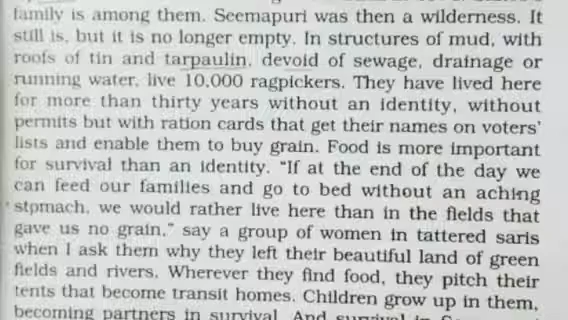 family is among them. Seemapuri was then a wilderness. It
still is, but it is no longer empty. In structures of mud, with
roofs of tin and tarpaulin, devoid of sewage, drainage or
running water, live 10,000 ragpickers. They have lived here
for more than thirty years without an identity, without
permits but with ration cards that get their names on voters'
lists and enable them to buy grain. Food is more important
for survival than an identity. “If at the end of the day we
can feed our families and go to bed without an aching
stomach, we would rather live here than in the fields that
gave us no grain,” say a group of women in tattered saris
when I ask them why they left their beautiful land of green
fields and rivers. Wherever they find food, they pitch their
tents that become transit homes. Children grow up in them,
becoming partners in survival. And survival in